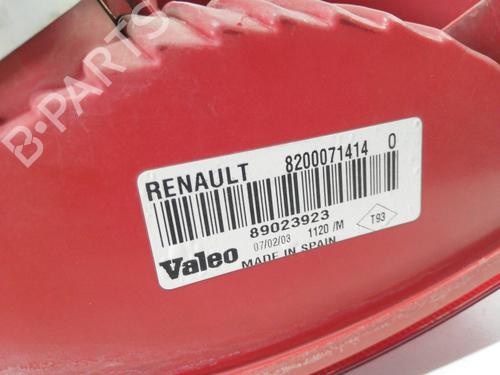 B-PARTS
RENAULT 8200071414 0
89023923
07/02/03 1120 /M T93
Valeo MADE IN SPAIN